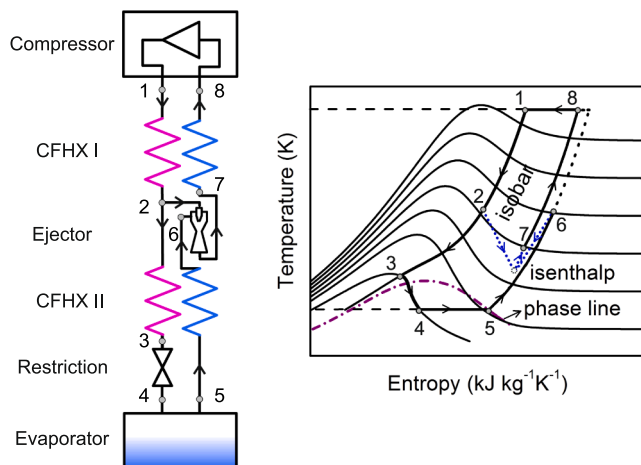 Compressor
1
8
CFHX I
7
2
Ejector
6
CFHX II
3
Restriction
4
5
Evaporator
Temperature (K)
1
8
isobar
2
6
7
isenthalp
3
phase line
4
5
Entropy (kJ kg⁻¹K⁻¹)